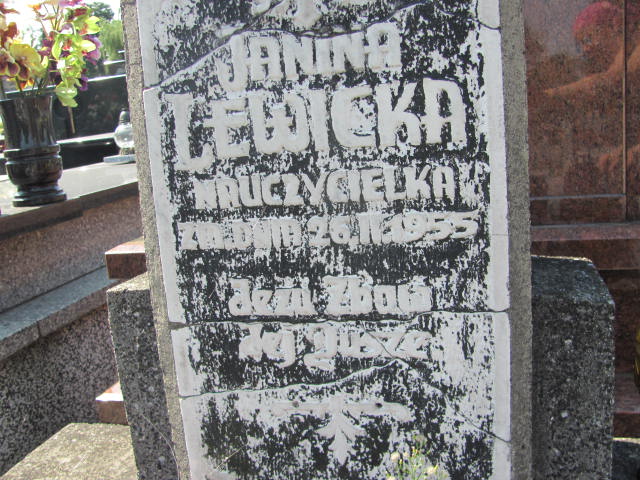 JANINA
LEWICKA
NAUCZYCIELKA
ZM. DNIA 26.II.1955
Jezu Zbaw
Jej Duszę